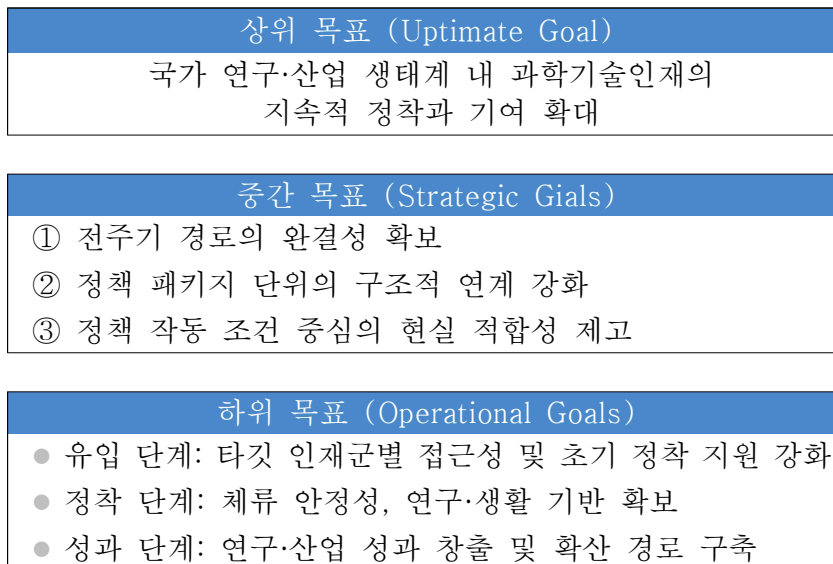 상위 목표 (Uptimate Goal)
국가 연구·산업 생태계 내 과학기술인재의
지속적 정착과 기여 확대
중간 목표 (Strategic Gials)
① 전주기 경로의 완결성 확보
② 정책 패키지 단위의 구조적 연계 강화
③ 정책 작동 조건 중심의 현실 적합성 제고
하위 목표 (Operational Goals)
● 유입 단계: 타깃 인재군별 접근성 및 초기 정착 지원 강화
● 정착 단계: 체류 안정성, 연구·생활 기반 확보
● 성과 단계: 연구·산업 성과 창출 및 확산 경로 구축